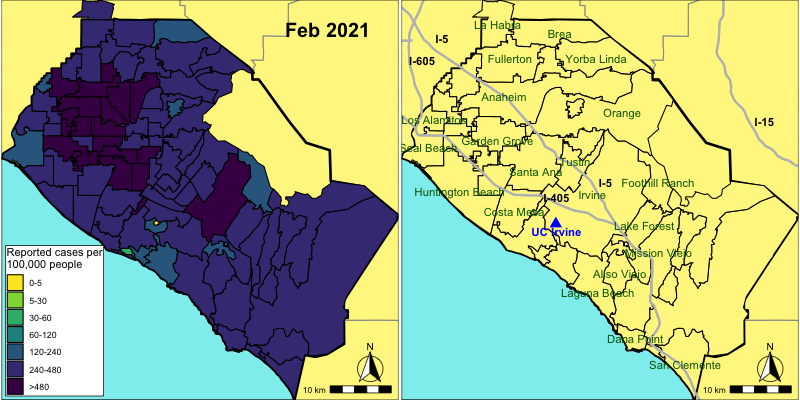 Feb 2021
Reported cases per
100,000 people
0-5
5-30
30-60
60-120
120-240
240-480
>480
N
10 km
La Habra
I-5
Brea
I-605
Fullerton
Yorba Linda
Anaheim
Orange
I-15
Los Alamitos
Garden Grove
Seal Beach
Tustin
Santa Ana
I-5
Foothill Ranch
Huntington Beach
I-405
Irvine
Costa Mesa
UC Irvine
Lake Forest
Mission Viejo
Aliso Viejo
Laguna Beach
Dana Point
San Clemente
N
10 km